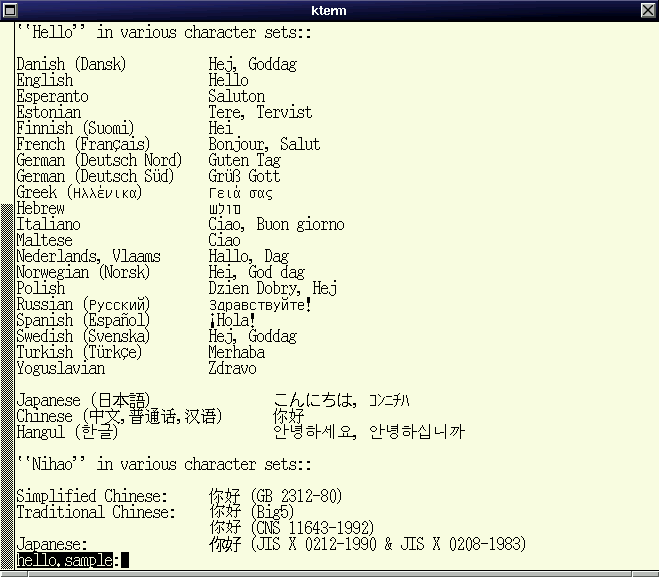 kterm
``Hello'' in various character sets::
Danish (Dansk) Hej, Goddag
English Hello
Esperanto Saluton
Estonian Tere, Tervist
Finnish (Suomi) Hei
French (Français) Bonjour, Salut
German (Deutsch Nord) Guten Tag
German (Deutsch Süd) Grüß Gott
Greek (Ηλλένικα) Γειά σας
Hebrew םולש
Italiano Ciao, Buon giorno
Maltese Ciao
Nederlands, Vlaams Hallo, Dag
Norwegian (Norsk) Hei, God dag
Polish Dzien Dobry, Hej
Russian (Русский) Здравствуйте!
Spanish (Español) ¡Hola!
Swedish (Svenska) Hej, Goddag
Turkish (Türkçe) Merhaba
Yoguslavian Zdravo
Japanese (日本語) こんにちは, ｺﾝﾆﾁﾊ
Chinese (中文,普通话,汉语) 你好
Hangul (한글) 안녕하세요, 안녕하십니까
``Nihao'' in various character sets::
Simplified Chinese: 你好 (GB 2312-80)
Traditional Chinese: 你好 (Big5)
你好 (CNS 11643-1992)
Japanese: 你好 (JIS X 0212-1990 & JIS X 0208-1983)
hello.sample: